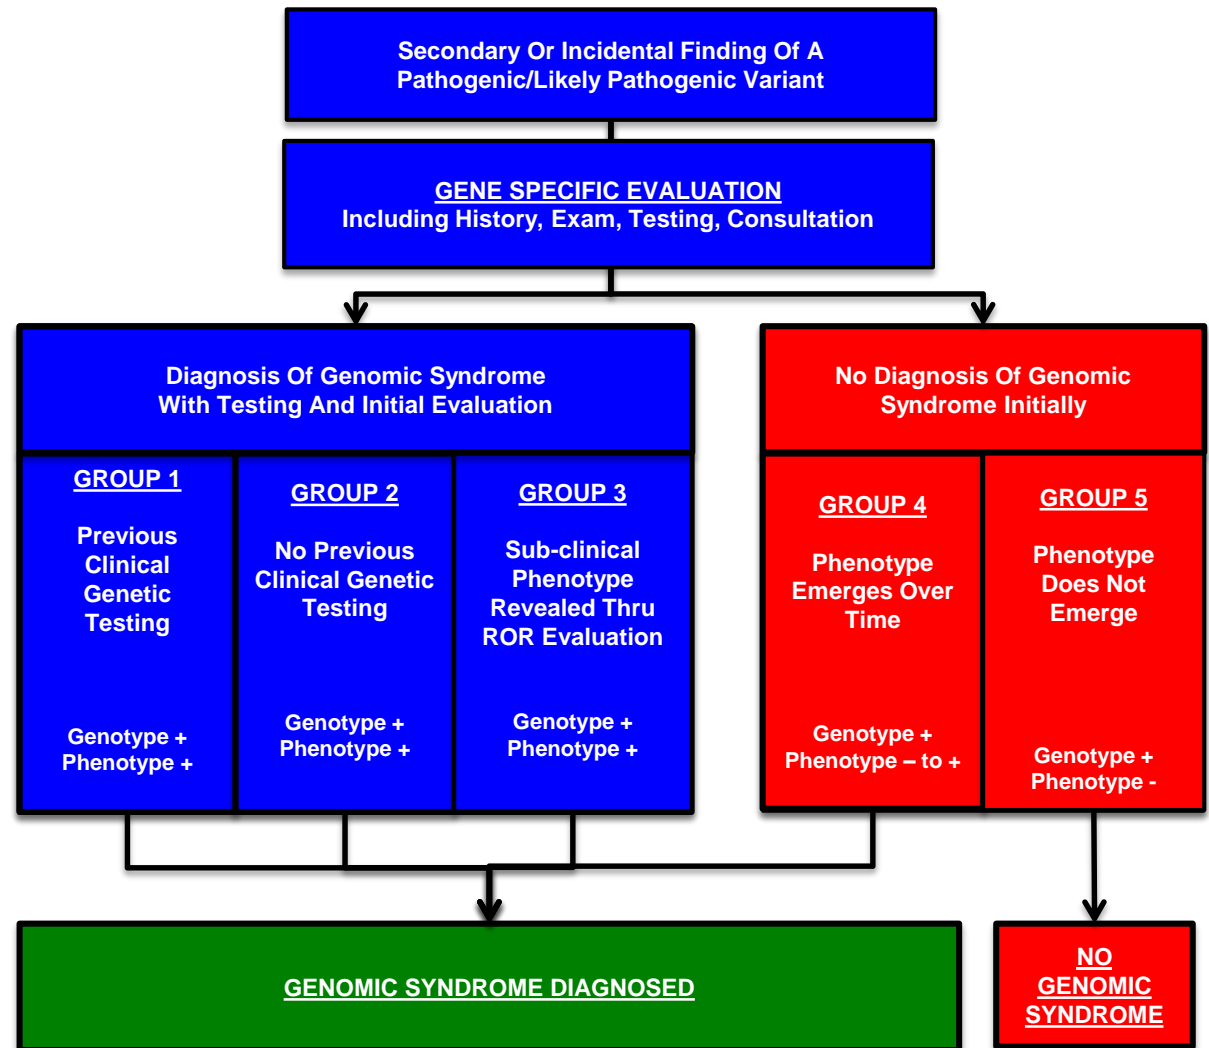 Secondary Or Incidental Finding Of A
Pathogenic/Likely Pathogenic Variant
GENE SPECIFIC EVALUATION
Including History, Exam, Testing, Consultation
Diagnosis Of Genomic Syndrome
With Testing And Initial Evaluation
No Diagnosis Of Genomic
Syndrome Initially
GROUP 1
Previous
Clinical
Genetic
Testing
Genotype +
Phenotype +
GROUP 2
No Previous
Clinical Genetic
Testing
Genotype +
Phenotype +
GROUP 3
Sub-clinical
Phenotype
Revealed Thru
ROR Evaluation
Genotype +
Phenotype +
GROUP 4
Phenotype
Emerges Over
Time
Genotype +
Phenotype – to +
GROUP 5
Phenotype
Does Not
Emerge
Genotype +
Phenotype -
GENOMIC SYNDROME DIAGNOSED
NO
GENOMIC
SYNDROME